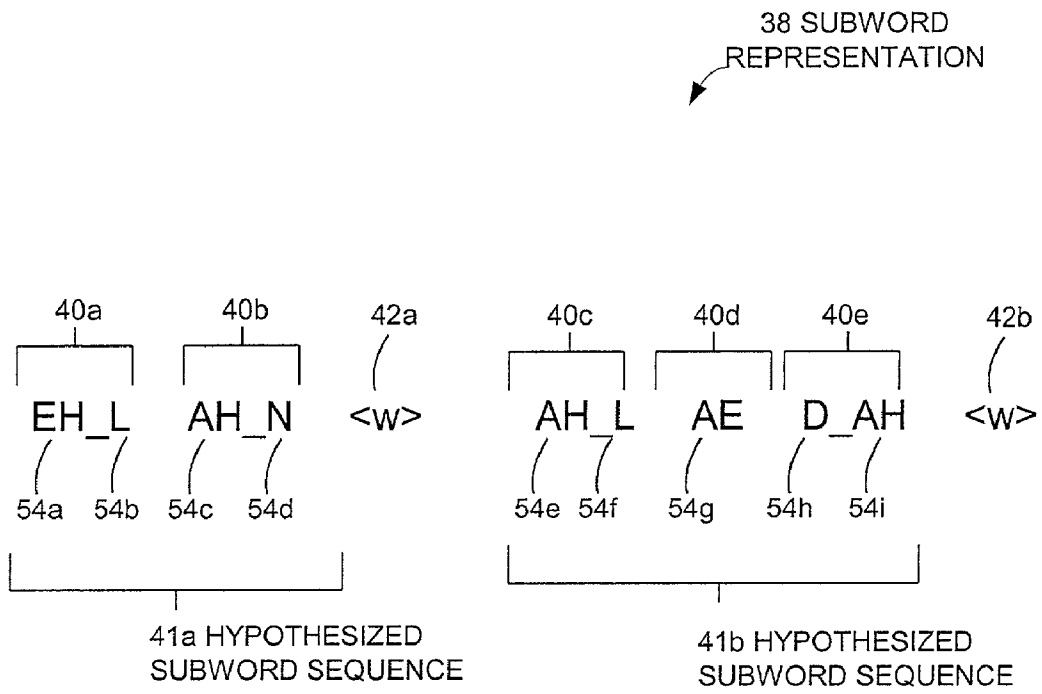 38 SUBWORD
REPRESENTATION
40a 40b 42a 40c 40d 40e 42b
EH_L AH_N <w> AH_L AE D_AH <w>
54a 54b 54c 54d 54e 54f 54g 54h 54i
41a HYPOTHESIZED
SUBWORD SEQUENCE
41b HYPOTHESIZED
SUBWORD SEQUENCE